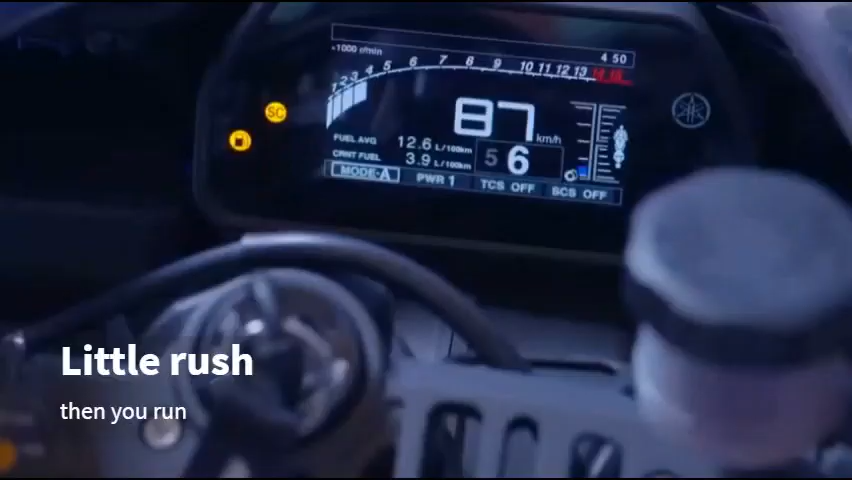 4 50
×1000 r/min
1 2 3 4 5 6 7 8 9 10 11 12 13 14 15
SC
87 km/h
FUEL AVG 12.6 L/100km
CRNT FUEL 3.9 L/100km
5 6
MODE-A PWR 1 TCS OFF SCS OFF
Little rush
then you run